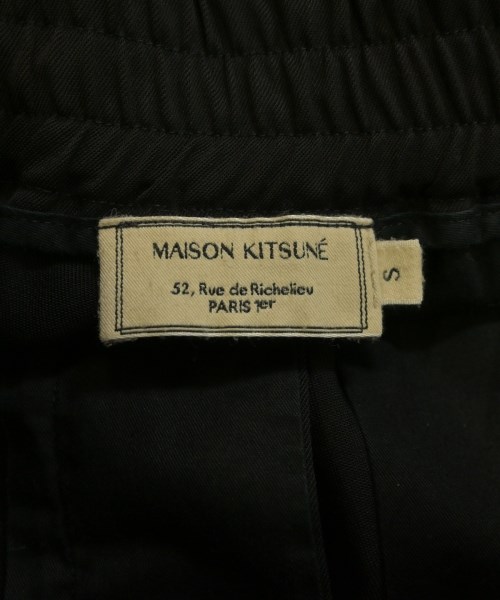 MAISON KITSUNÉ
52, Rue de Richelieu
PARIS 1er
S